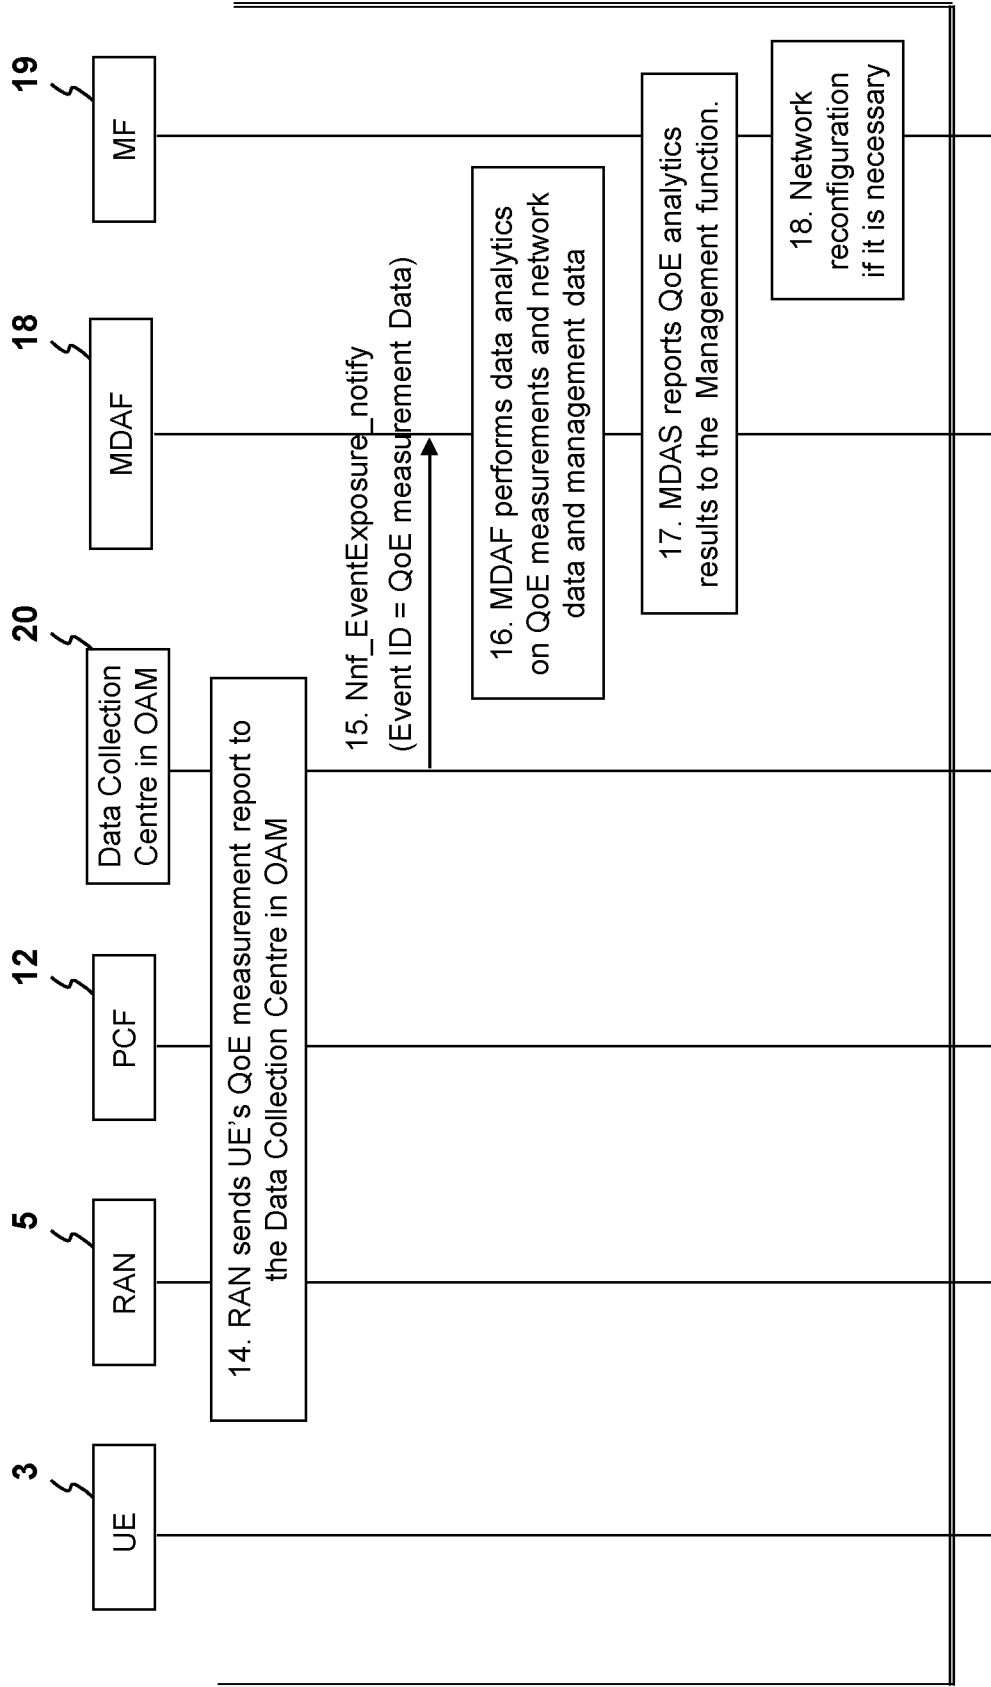 3
5
12
20
18
19
UE
RAN
PCF
Data Collection
Centre in OAM
MDAF
MF
14. RAN sends UE's QoE measurement report to
the Data Collection Centre in OAM
15. Nnf_EventExposure_notify
(Event ID = QoE measurement Data)
16. MDAF performs data analytics
on QoE measurements and network
data and management data
17. MDAS reports QoE analytics
results to the Management function.
18. Network
reconfiguration
if it is necessary